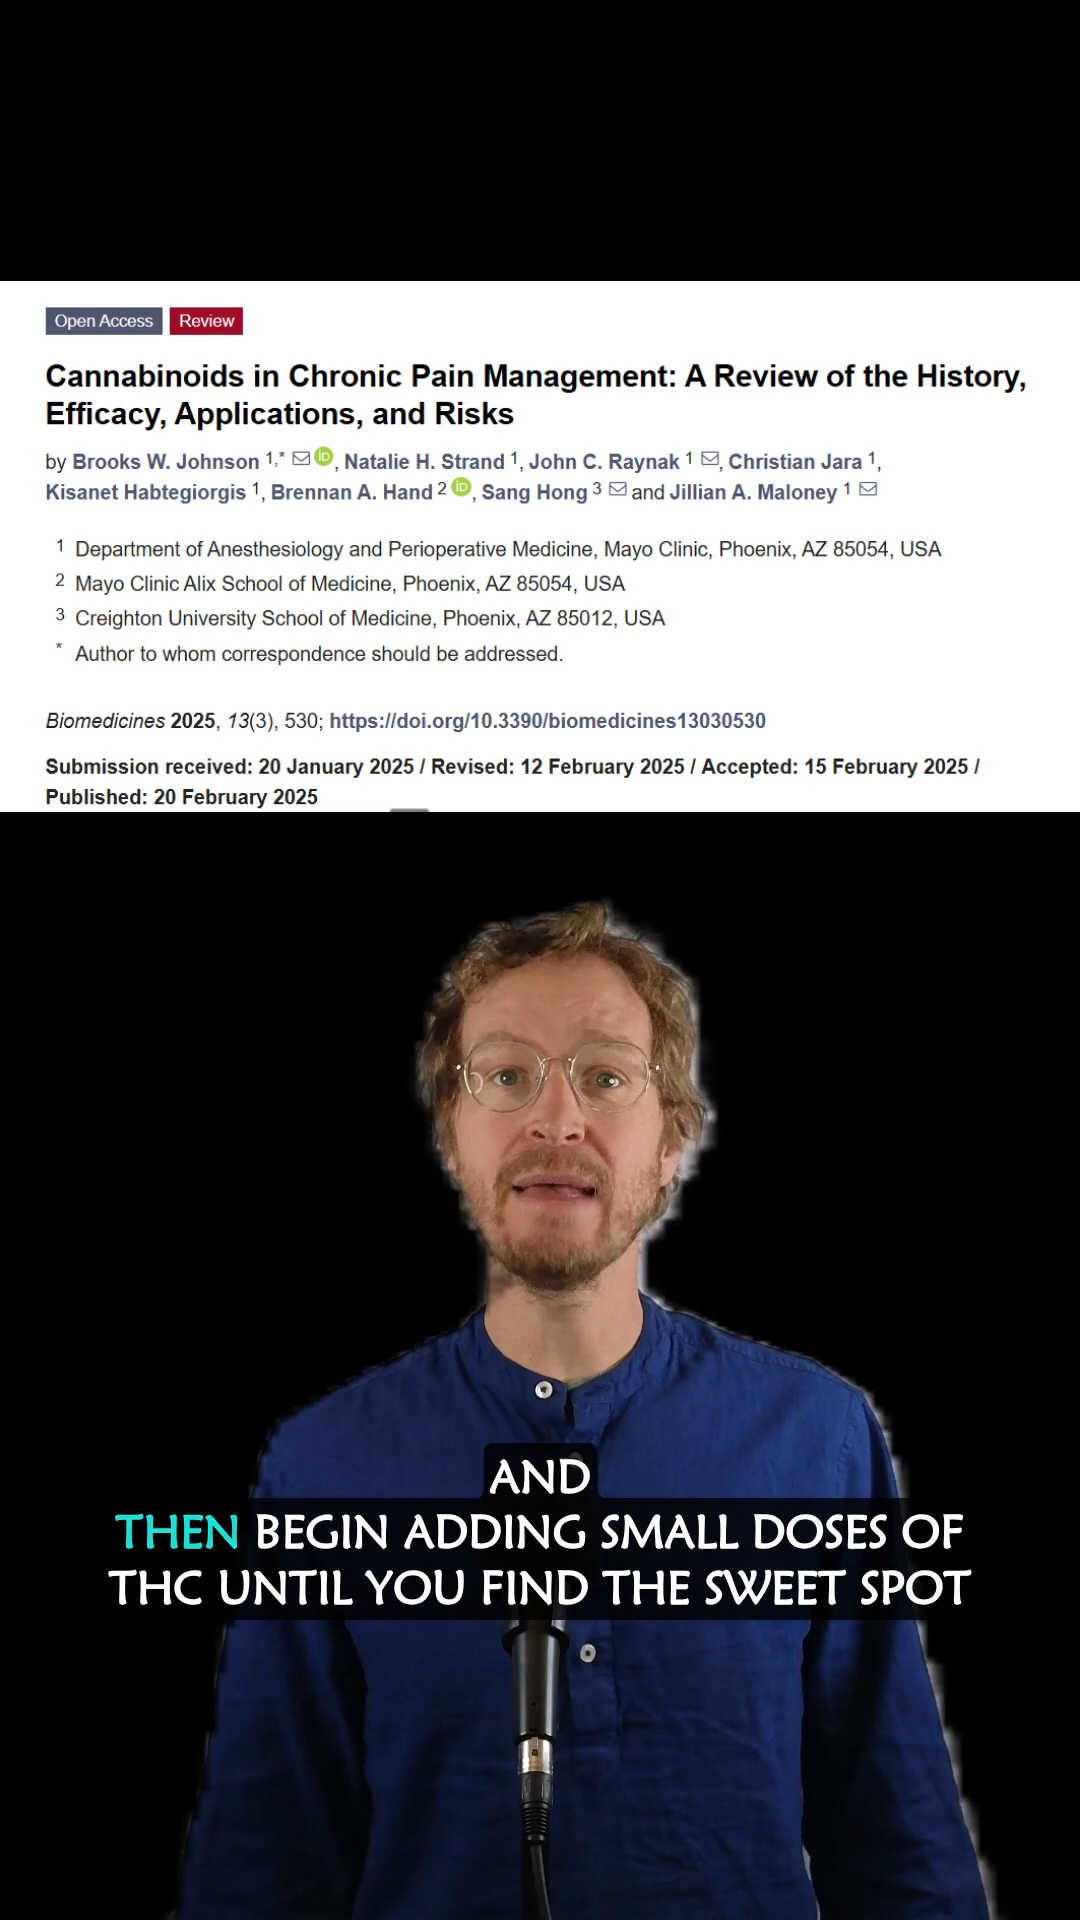 Open Access Review
Cannabinoids in Chronic Pain Management: A Review of the History,
Efficacy, Applications, and Risks
by Brooks W. Johnson 1,* iD, Natalie H. Strand 1, John C. Raynak 1, Christian Jara 1,
Kisanet Habtegiorgis 1, Brennan A. Hand 2 iD, Sang Hong 3 and Jillian A. Maloney 1
1 Department of Anesthesiology and Perioperative Medicine, Mayo Clinic, Phoenix, AZ 85054, USA
2 Mayo Clinic Alix School of Medicine, Phoenix, AZ 85054, USA
3 Creighton University School of Medicine, Phoenix, AZ 85012, USA
* Author to whom correspondence should be addressed.
Biomedicines 2025, 13(3), 530; https://doi.org/10.3390/biomedicines13030530
Submission received: 20 January 2025 / Revised: 12 February 2025 / Accepted: 15 February 2025 /
Published: 20 February 2025
AND
THEN BEGIN ADDING SMALL DOSES OF
THC UNTIL YOU FIND THE SWEET SPOT